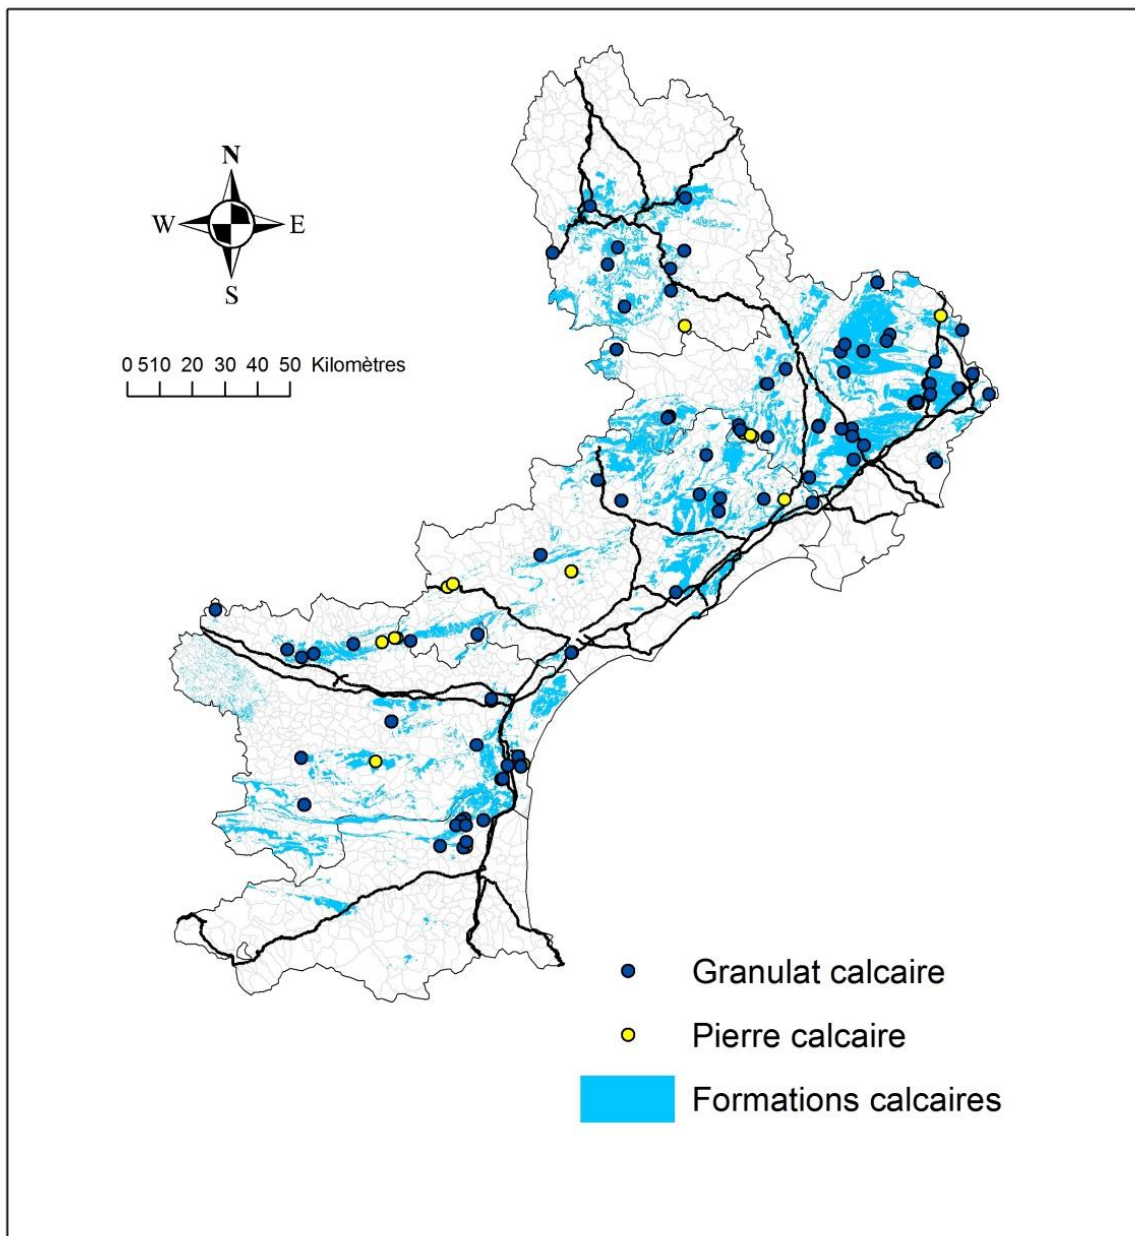 N
W E
S
0 510 20 30 40 50 Kilomètres
Granulat calcaire
Pierre calcaire
Formations calcaires